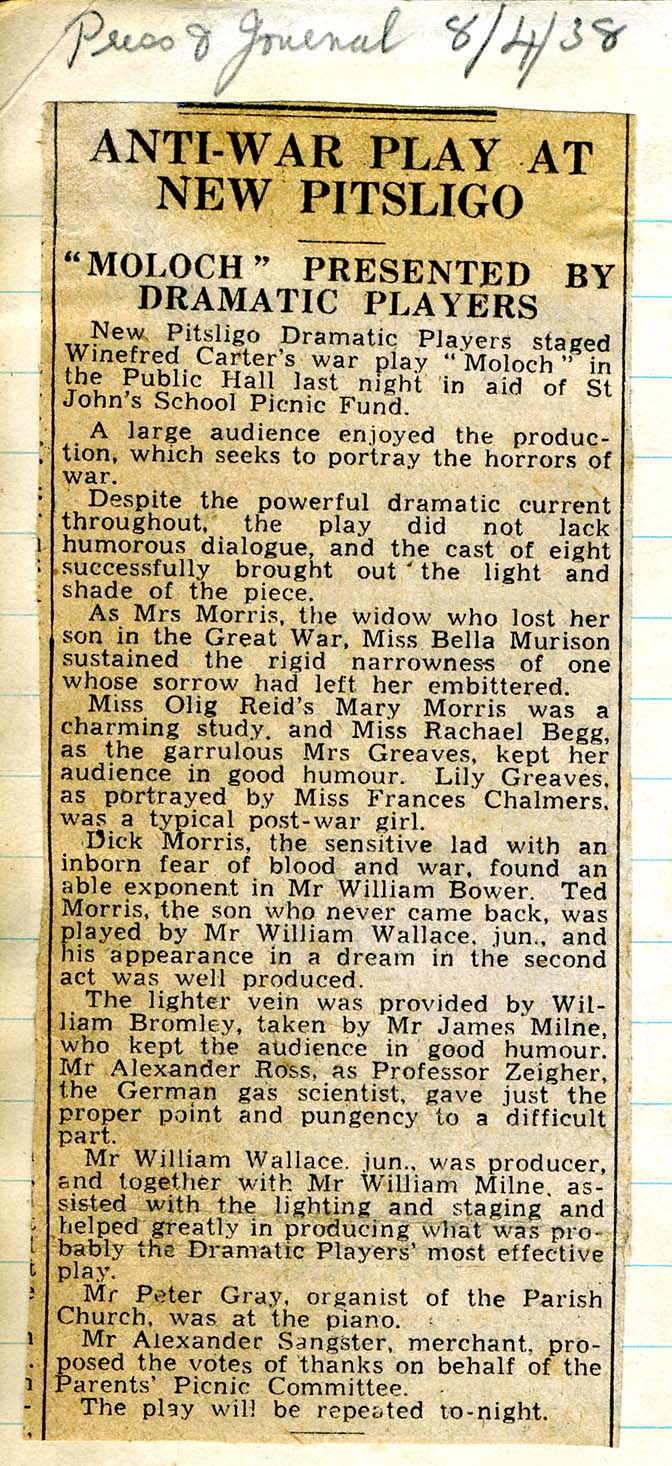 Press & Journal 8/4/38
ANTI-WAR PLAY AT
NEW PITSLIGO
"MOLOCH" PRESENTED BY
DRAMATIC PLAYERS
New Pitsligo Dramatic Players staged
Winefred Carter's war play "Moloch" in
the Public Hall last night in aid of St
John's School Picnic Fund.
A large audience enjoyed the produc-
tion, which seeks to portray the horrors of
war.
Despite the powerful dramatic current
throughout, the play did not lack
humorous dialogue, and the cast of eight
successfully brought out the light and
shade of the piece.
As Mrs Morris, the widow who lost her
son in the Great War, Miss Bella Murison
sustained the rigid narrowness of one
whose sorrow had left her embittered.
Miss Olig Reid's Mary Morris was a
charming study, and Miss Rachael Begg,
as the garrulous Mrs Greaves, kept her
audience in good humour. Lily Greaves,
as portrayed by Miss Frances Chalmers,
was a typical post-war girl.
Dick Morris, the sensitive lad with an
inborn fear of blood and war, found an
able exponent in Mr William Bower. Ted
Morris, the son who never came back, was
played by Mr William Wallace, jun., and
his appearance in a dream in the second
act was well produced.
The lighter vein was provided by Wil-
liam Bromley, taken by Mr James Milne,
who kept the audience in good humour.
Mr Alexander Ross, as Professor Zeigher,
the German gas scientist, gave just the
proper point and pungency to a difficult
part.
Mr William Wallace, jun., was producer,
and together with Mr William Milne, as-
sisted with the lighting and staging and
helped greatly in producing what was pro-
bably the Dramatic Players' most effective
play.
Mr Peter Gray, organist of the Parish
Church, was at the piano.
Mr Alexander Sangster, merchant, pro-
posed the votes of thanks on behalf of the
Parents' Picnic Committee.
The play will be repeated to-night.